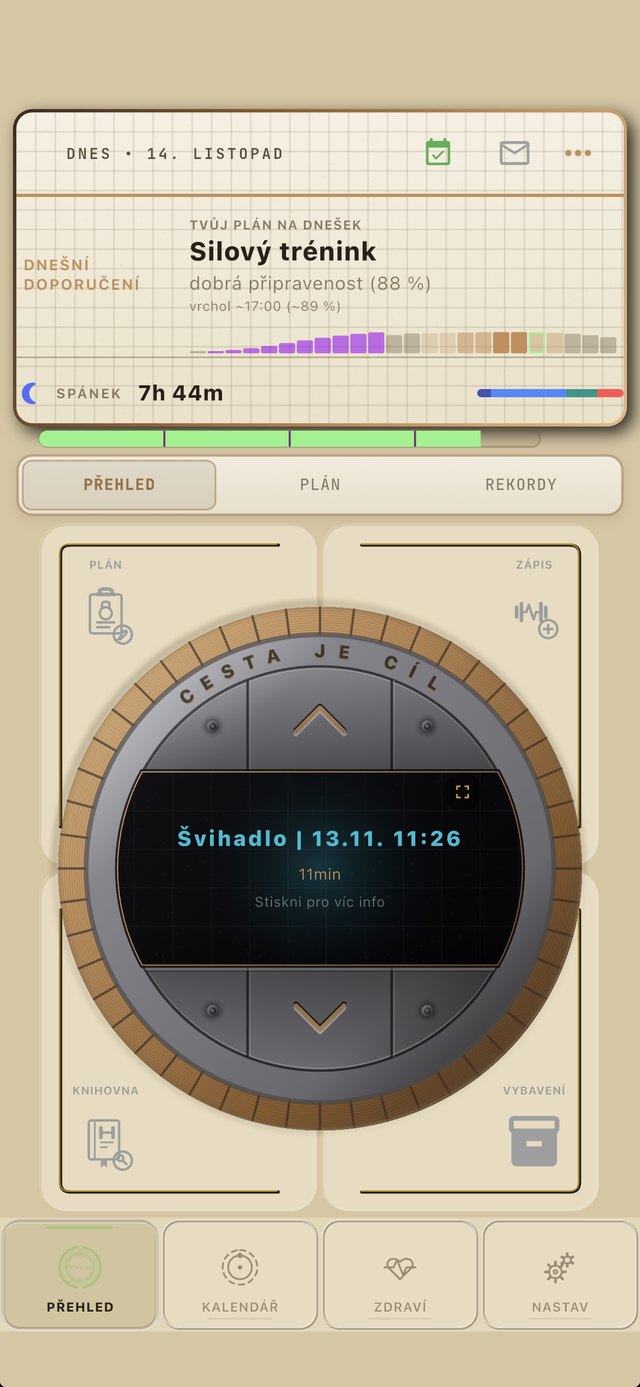 DNES • 14. LISTOPAD
TVŮJ PLÁN NA DNEŠEK
Silový trénink
DNEŠNÍ
DOPORUČENÍ
dobrá připravenost (88 %)
vrchol ~17:00 (~89 %)
SPÁNEK 7h 44m
PŘEHLED PLÁN REKORDY
PLÁN ZÁPIS
CESTA JE CÍL
Švihadlo | 13.11. 11:26
11min
Stiskni pro víc info
KNIHOVNA VYBAVENÍ
PŘEHLED KALENDÁŘ ZDRAVÍ NASTAV